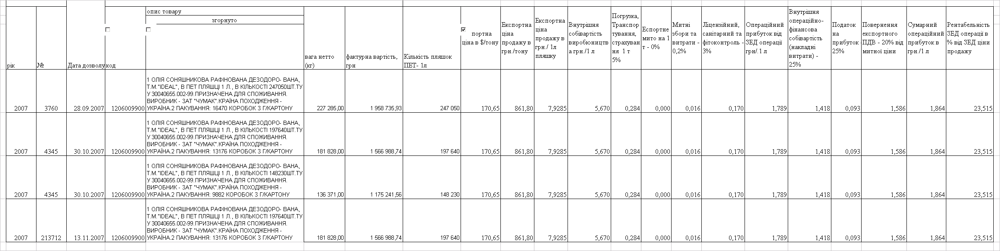 опис товару
згорнуто
рік
№
Дата дозволу
код
вага нетто
(кг)
фактурна вартість,
грн
Кількість пляшок
ПЕТ- 1л
портна
ціна в $/тону
Експортна
ціна
продажу в
грн./тону
Експортна
ціна
продажу в
грн./ 1л
пляшку
Внутрішня
собівартість
виробюництв
а грн./1 л
Погрузка,
Транспор
тування,
страхуван
ня 1 т
5%
Еспортне
мито на 1
т - 0%
Митні
збори та
витрати -
0,2%
Ліцензійний,
санітарний та
фітоконтроль -
3%
Операційний
прибуток від
ЗЕД операції
грн/.1 л
Внутрішня
операційно-
фінансова
собівартість
(накладні
витрати) -
25%
Податок
на
прибуток -
25%
Повернення
експортного
ПДВ - 20% від
митної ціни
Сумарний
операційний
прибуток в
грн./1 л
Рентабельність
ЗЕД операції в
% від ЗЕД ціни
продажу
1 ОЛІЯ СОНЯШНИКОВА РАФІНОВАНА ДЕЗОДОРО- ВАНА,
Т.М."IDEAL", В ПЕТ ПЛЯШЦІ 1 Л., В КІЛЬКОСТІ 247050ШТ.ТУ
У 30040655.002-99.ПРИЗНАЧЕНА ДЛЯ СПОЖИВАННЯ.
ВИРОБНИК - ЗАТ "ЧУМАК".КРАЇНА ПОХОДЖЕННЯ -
2007 3760 28.09.2007 1206009900 УКРАЇНА.2 ПАКУВАННЯ: 16470 КОРОБОК З Г/КАРТОНУ 227 285,00 1 958 735,93 247 050 170,65 861,80 7,9285 5,670 0,284 0,000 0,016 0,170 1,789 1,418 0,093 1,586 1,864 23,515
1 ОЛІЯ СОНЯШНИКОВА РАФІНОВАНА ДЕЗОДОРО- ВАНА,
Т.М."IDEAL", В ПЕТ ПЛЯШЦІ 1 Л., В КІЛЬКОСТІ 197640ШТ.ТУ
У 30040655.002-99.ПРИЗНАЧЕНА ДЛЯ СПОЖИВАННЯ.
ВИРОБНИК - ЗАТ "ЧУМАК".КРАЇНА ПОХОДЖЕННЯ -
2007 4345 30.10.2007 1206009900 УКРАЇНА.2 ПАКУВАННЯ: 13176 КОРОБОК З Г/КАРТОНУ 181 828,00 1 566 988,74 197 640 170,65 861,80 7,9285 5,670 0,284 0,000 0,016 0,170 1,789 1,418 0,093 1,586 1,864 23,515
1 ОЛІЯ СОНЯШНИКОВА РАФІНОВАНА ДЕЗОДОРО- ВАНА,
Т.М."IDEAL", В ПЕТ ПЛЯШЦІ 1 Л., В КІЛЬКОСТІ 148230ШТ.ТУ
У 30040655.002-99.ПРИЗНАЧЕНА ДЛЯ СПОЖИВАННЯ.
ВИРОБНИК - ЗАТ "ЧУМАК".КРАЇНА ПОХОДЖЕННЯ -
2007 4345 30.10.2007 1206009900 УКРАЇНА.2 ПАКУВАННЯ: 9882 КОРОБОК З Г/КАРТОНУ 136 371,00 1 175 241,56 148 230 170,65 861,80 7,9285 5,670 0,284 0,000 0,016 0,170 1,789 1,418 0,093 1,586 1,864 23,515
1 ОЛІЯ СОНЯШНИКОВА РАФІНОВАНА ДЕЗОДОРО- ВАНА,
Т.М."IDEAL", В ПЕТ ПЛЯШЦІ 1 Л., В КІЛЬКОСТІ 197640ШТ.ТУ
У 30040655.002-99.ПРИЗНАЧЕНА ДЛЯ СПОЖИВАННЯ.
ВИРОБНИК - ЗАТ "ЧУМАК".КРАЇНА ПОХОДЖЕННЯ -
2007 213712 13.11.2007 1206009900 УКРАЇНА.2 ПАКУВАННЯ: 13176 КОРОБОК З Г/КАРТОНУ 181 828,00 1 566 988,74 197 640 170,65 861,80 7,9285 5,670 0,284 0,000 0,016 0,170 1,789 1,418 0,093 1,586 1,864 23,515